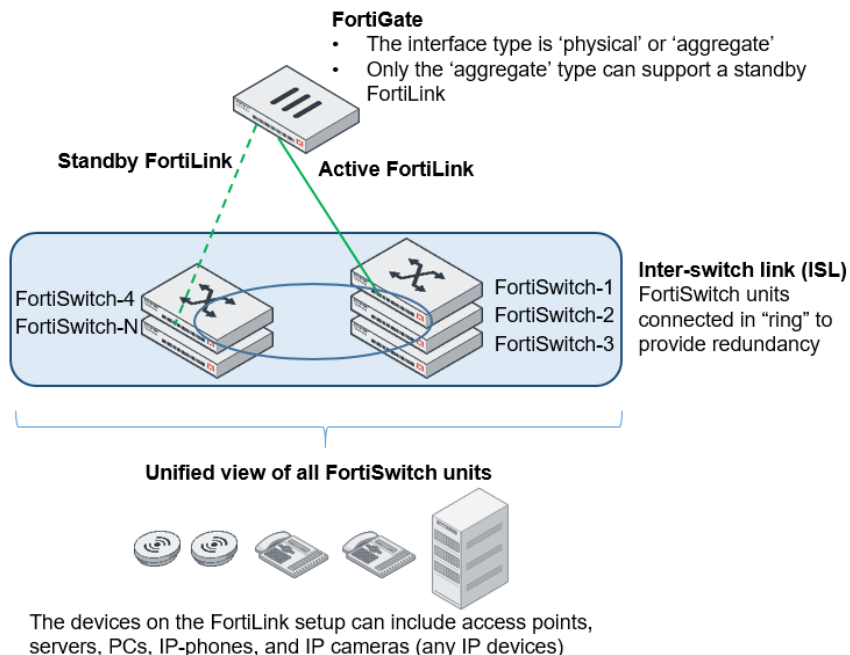 FortiGate
• The interface type is ‘physical’ or ‘aggregate’
• Only the ‘aggregate’ type can support a standby
FortiLink
Standby FortiLink
Active FortiLink
FortiSwitch-4
FortiSwitch-N
FortiSwitch-1
FortiSwitch-2
FortiSwitch-3
Inter-switch link (ISL)
FortiSwitch units
connected in “ring” to
provide redundancy
Unified view of all FortiSwitch units
The devices on the FortiLink setup can include access points,
servers, PCs, IP-phones, and IP cameras (any IP devices)